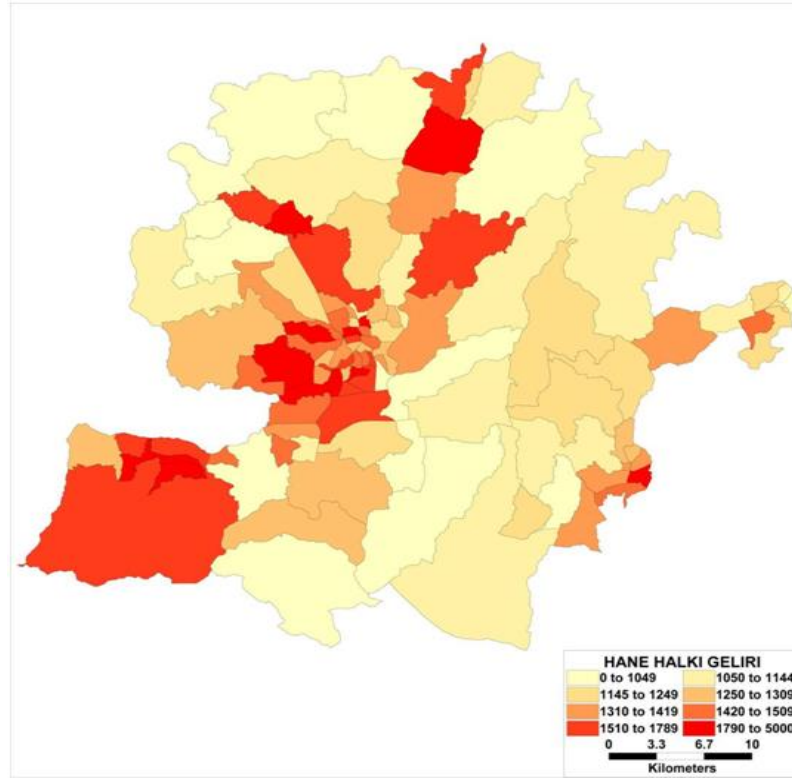 HANE HALKI GELIRI
0 to 1049 1050 to 1144
1145 to 1249 1250 to 1309
1310 to 1419 1420 to 1509
1510 to 1789 1790 to 5000
0 3.3 6.7 10
Kilometers